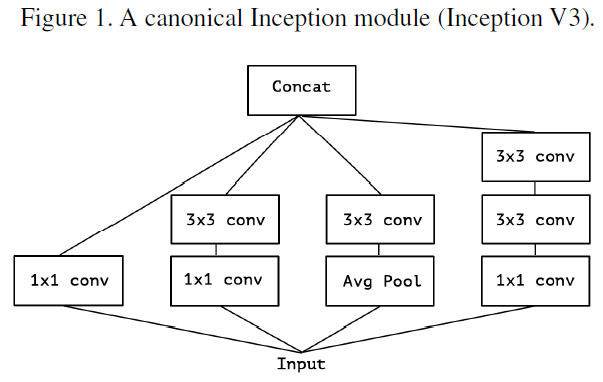 Figure 1. A canonical Inception module (Inception V3).
Concat
3x3 conv
3x3 conv
3x3 conv
3x3 conv
1x1 conv
1x1 conv
Avg Pool
1x1 conv
Input